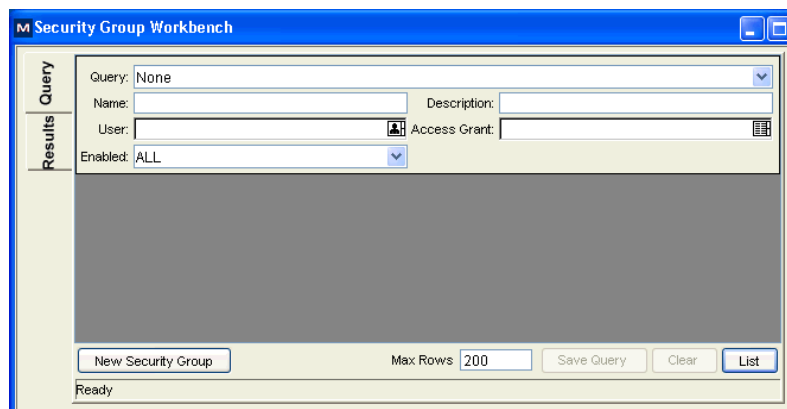 M Security Group Workbench
Query
Results
Query: None
Name:
Description:
User:
Access Grant:
Enabled: ALL
New Security Group
Max Rows 200
Save Query
Clear
List
Ready